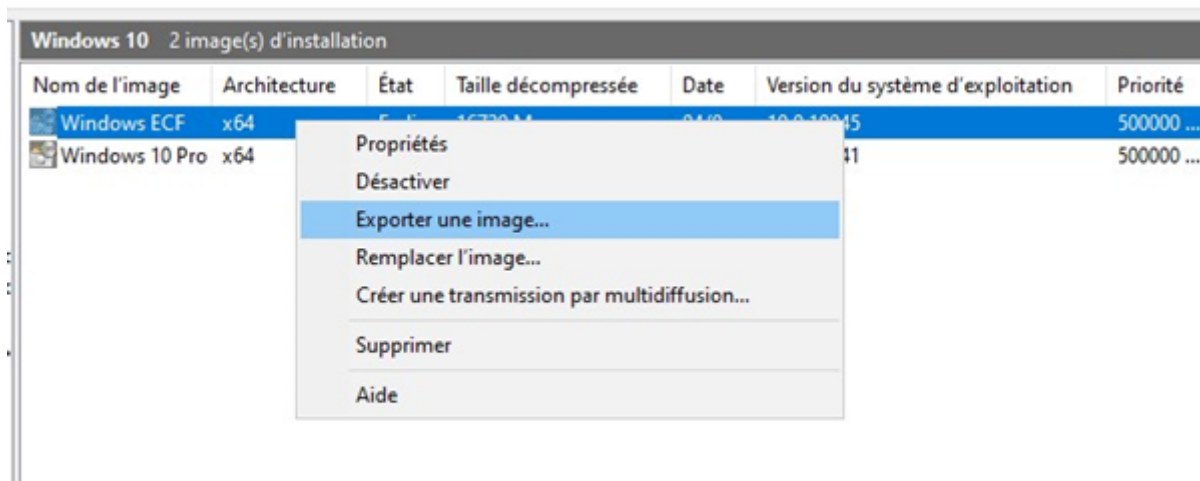 Windows 10 2 image(s) d'installation
Nom de l'image Architecture État Taille décompressée Date Version du système d'exploitation Priorité
Windows ECF x64 500000 ...
Windows 10 Pro x64 41 500000 ...
Propriétés
Désactiver
Exporter une image...
Remplacer l'image...
Créer une transmission par multidiffusion...
Supprimer
Aide